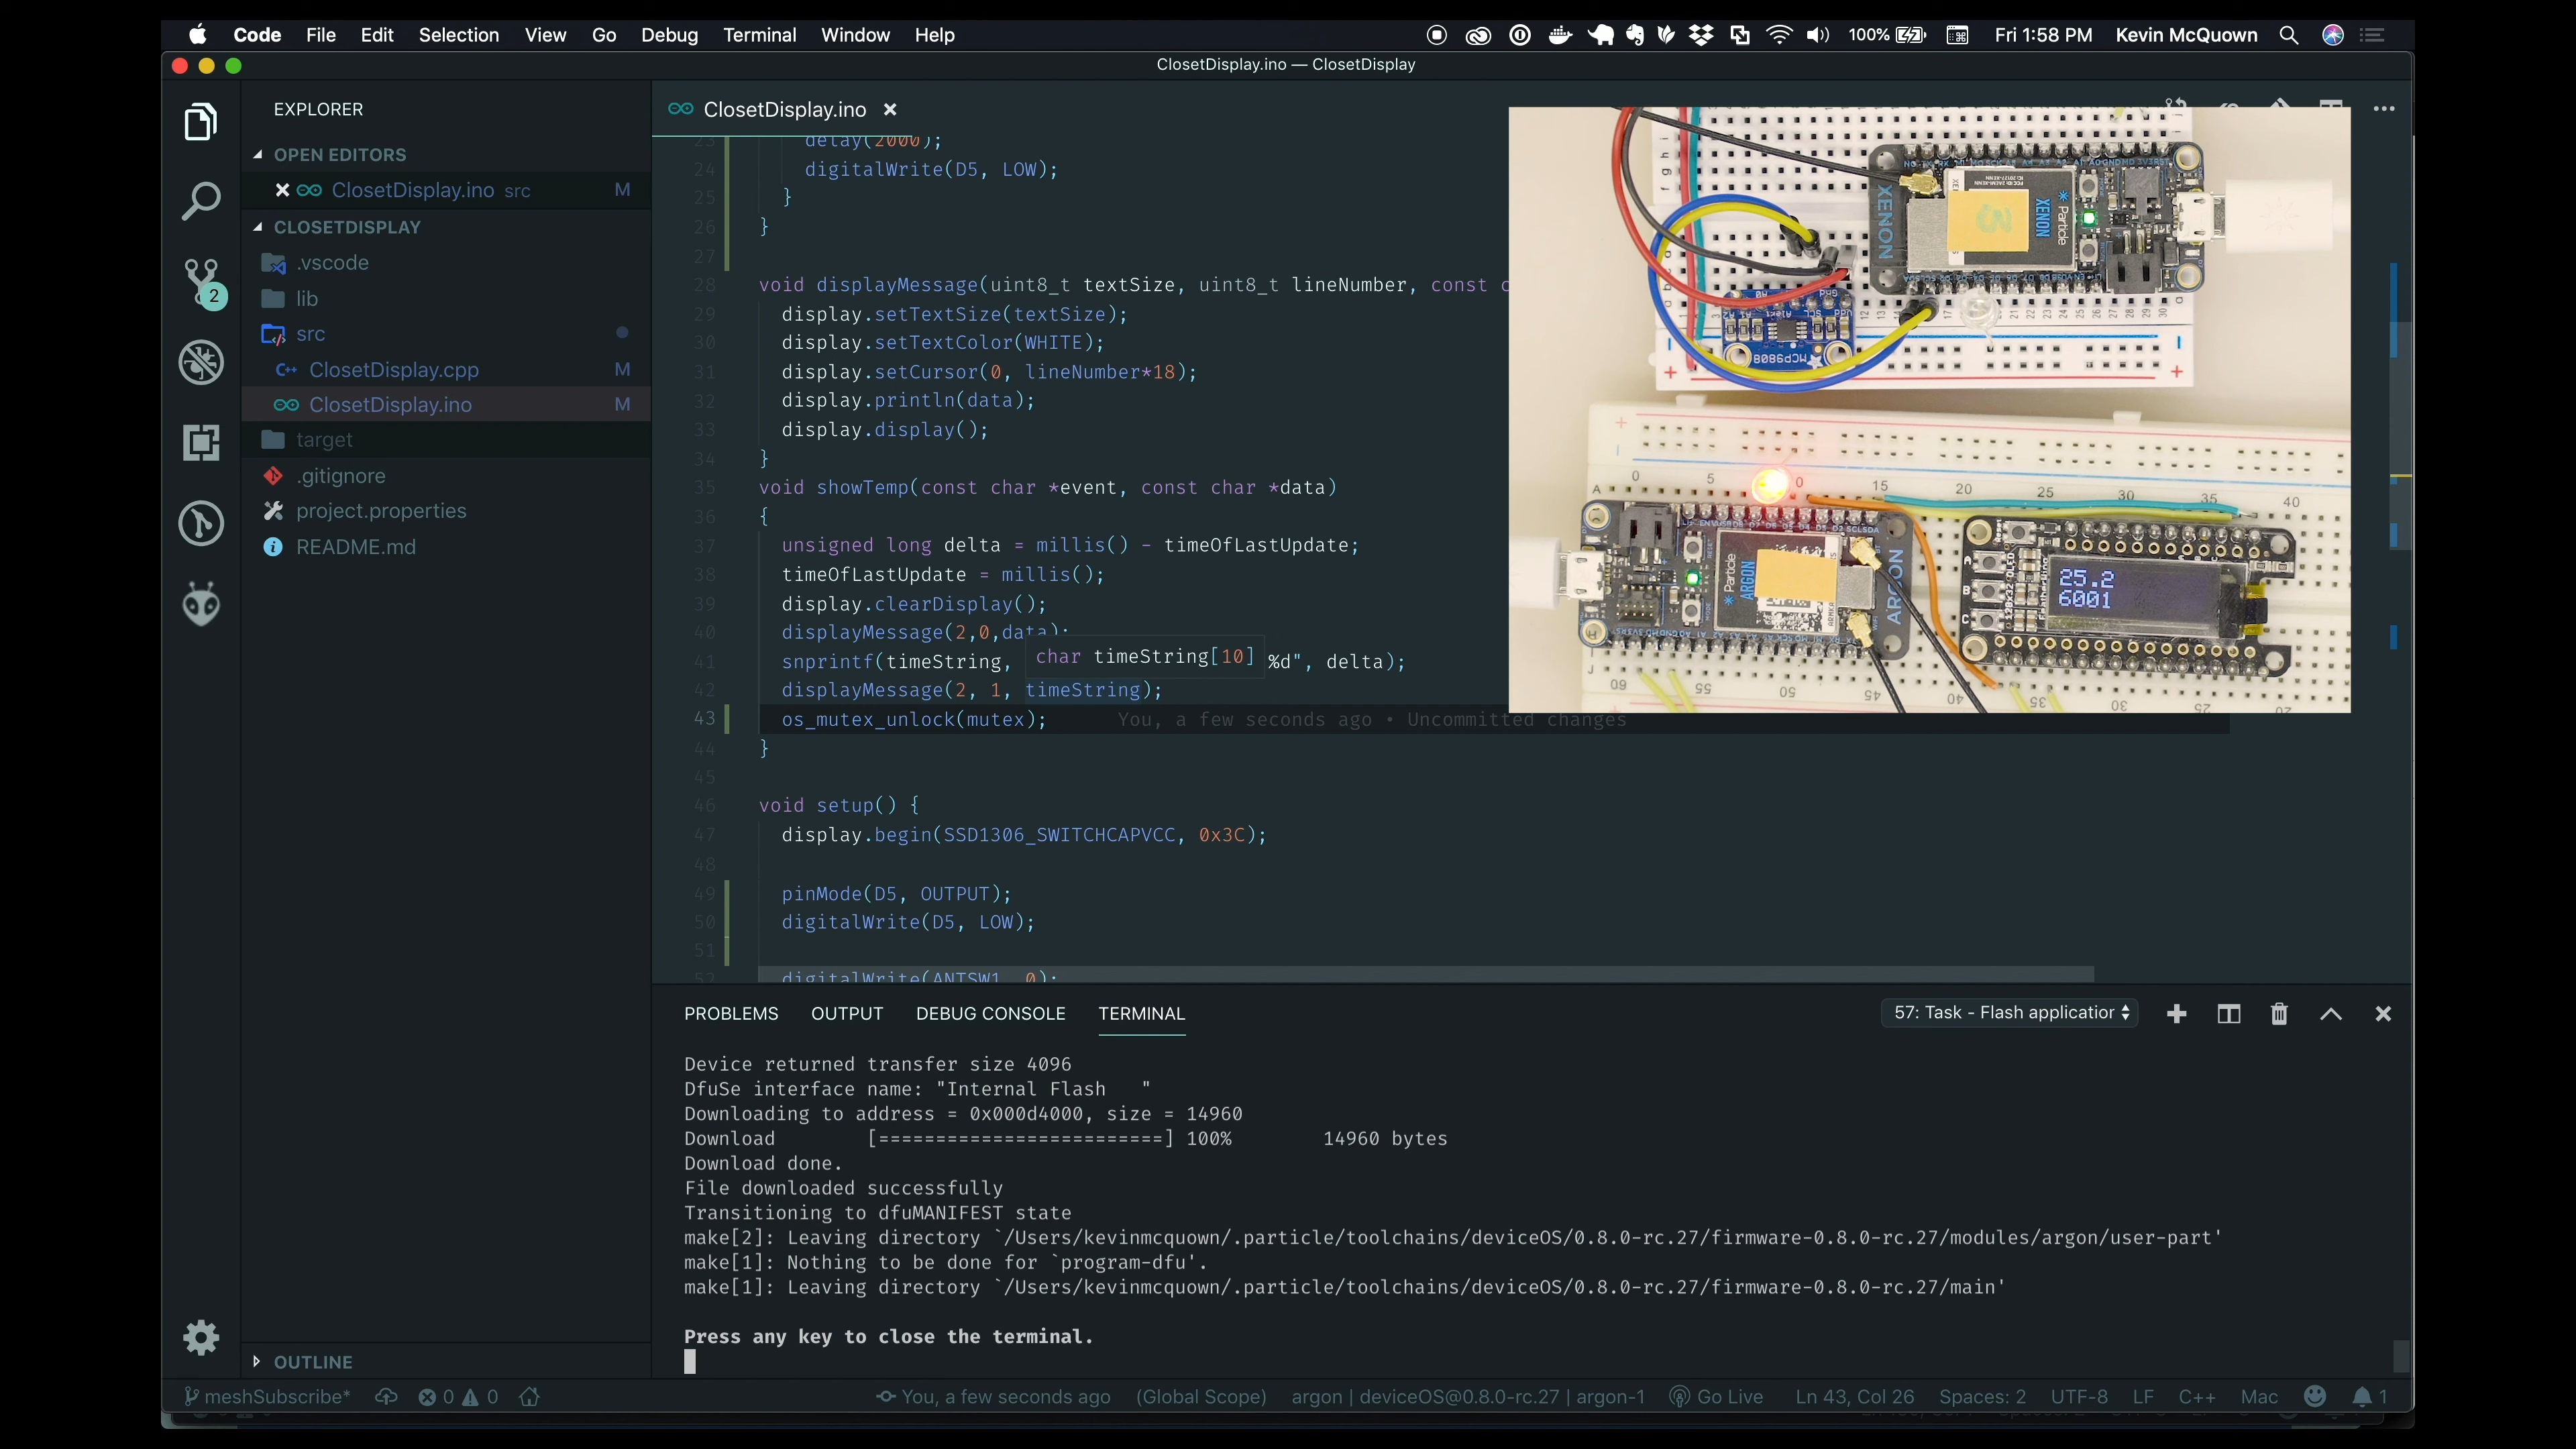 Code File Edit Selection View Go Debug Terminal Window Help 100% Fri 1:58 PM Kevin McQuown
ClosetDisplay.ino — ClosetDisplay
EXPLORER
OPEN EDITORS
ClosetDisplay.ino src M
CLOSETDISPLAY
.vscode
lib
src
ClosetDisplay.cpp M
ClosetDisplay.ino M
target
.gitignore
project.properties
README.md
OUTLINE
2
ClosetDisplay.ino
23 delay(2000);
24 digitalWrite(D5, LOW);
25 }
26 }
27
28 void displayMessage(uint8_t textSize, uint8_t lineNumber, const c
29 display.setTextSize(textSize);
30 display.setTextColor(WHITE);
31 display.setCursor(0, lineNumber*18);
32 display.println(data);
33 display.display();
34 }
35 void showTemp(const char *event, const char *data)
36 {
37 unsigned long delta = millis() - timeOfLastUpdate;
38 timeOfLastUpdate = millis();
39 display.clearDisplay();
40 displayMessage(2,0,data);
41 snprintf(timeString, %d", delta);
char timeString[10]
42 displayMessage(2, 1, timeString);
43 os_mutex_unlock(mutex); You, a few seconds ago • Uncommitted changes
44 }
45
46 void setup() {
47 display.begin(SSD1306_SWITCHCAPVCC, 0x3C);
48
49 pinMode(D5, OUTPUT);
50 digitalWrite(D5, LOW);
51
52 digitalWrite(ANTSW1, 0);
XENON
XENON
Particle
MCP9808
Particle
ARGON
ARGON
25.2
6001
PROBLEMS OUTPUT DEBUG CONSOLE TERMINAL 57: Task - Flash applicatior
Device returned transfer size 4096
DfuSe interface name: "Internal Flash   "
Downloading to address = 0x000d4000, size = 14960
Download [=========================] 100% 14960 bytes
Download done.
File downloaded successfully
Transitioning to dfuMANIFEST state
make[2]: Leaving directory `/Users/kevinmcquown/.particle/toolchains/deviceOS/0.8.0-rc.27/firmware-0.8.0-rc.27/modules/argon/user-part'
make[1]: Nothing to be done for `program-dfu'.
make[1]: Leaving directory `/Users/kevinmcquown/.particle/toolchains/deviceOS/0.8.0-rc.27/firmware-0.8.0-rc.27/main'
Press any key to close the terminal.
meshSubscribe* 0 0 You, a few seconds ago (Global Scope) argon | deviceOS@0.8.0-rc.27 | argon-1 Go Live Ln 43, Col 26 Spaces: 2 UTF-8 LF C++ Mac 1